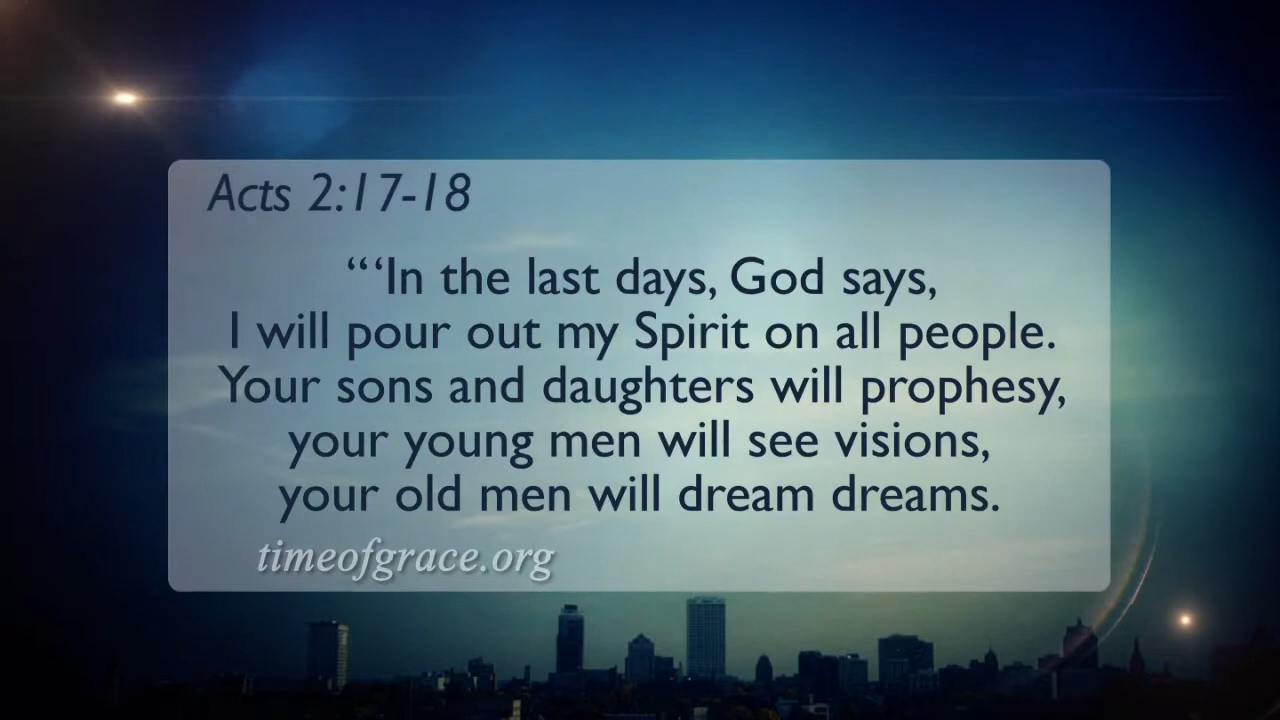 Acts 2:17-18
“‘In the last days, God says,
I will pour out my Spirit on all people.
Your sons and daughters will prophesy,
your young men will see visions,
your old men will dream dreams.
timeofgrace.org